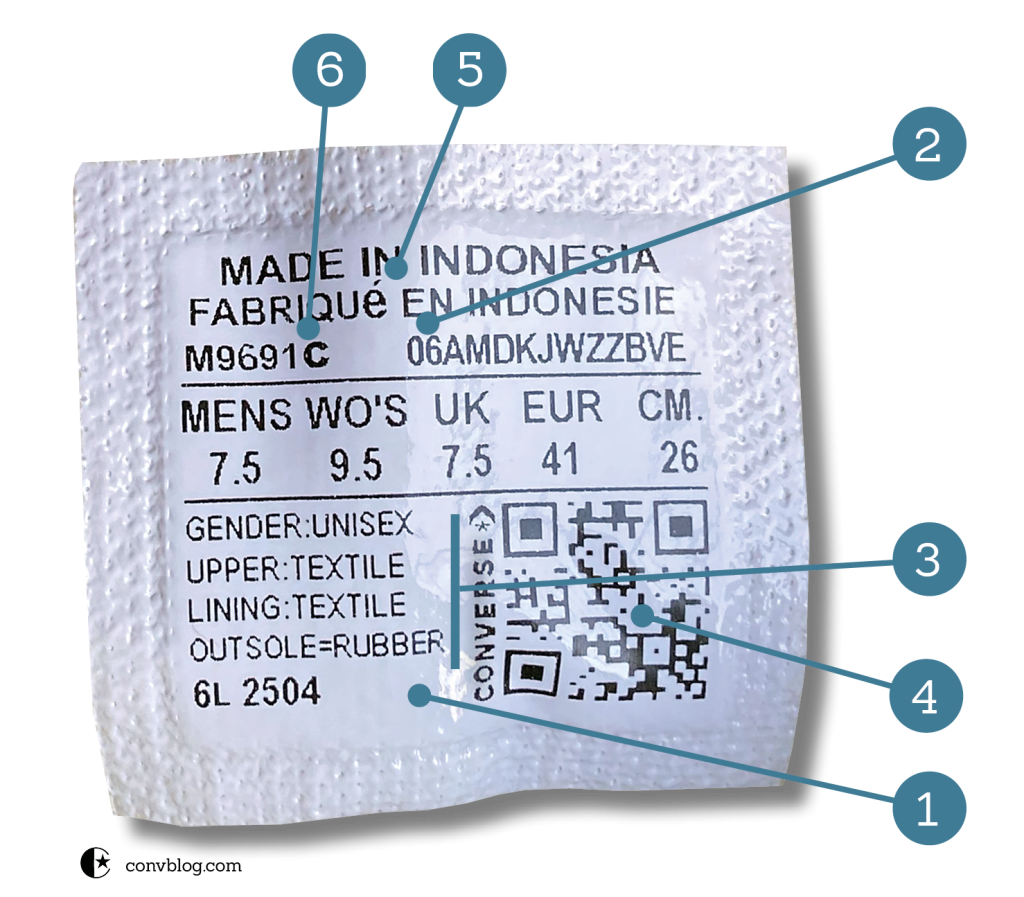 6
5
2
MADE IN INDONESIA
FABRIQUé EN INDONESIE
M9691C 06AMDKJWZZBVE
MENS WO'S UK EUR CM.
7.5 9.5 7.5 41 26
GENDER:UNISEX
UPPER:TEXTILE
LINING:TEXTILE
OUTSOLE=RUBBER
6L 2504
CONVERSE
3
4
1
convblog.com